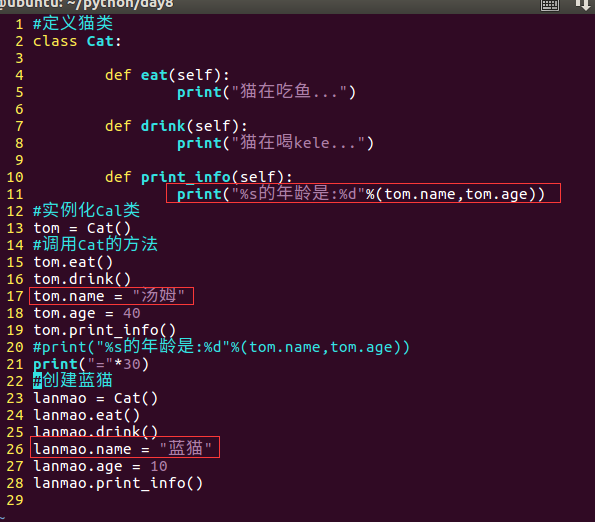 @ubuntu: ~/python/day8
1 #定义猫类
2 class Cat:
3
4 def eat(self):
5 print("猫在吃鱼...")
6
7 def drink(self):
8 print("猫在喝kele...")
9
10 def print_info(self):
11 print("%s的年龄是:%d"%(tom.name,tom.age))
12 #实例化Cal类
13 tom = Cat()
14 #调用Cat的方法
15 tom.eat()
16 tom.drink()
17 tom.name = "汤姆"
18 tom.age = 40
19 tom.print_info()
20 #print("%s的年龄是:%d"%(tom.name,tom.age))
21 print("="*30)
22 #创建蓝猫
23 lanmao = Cat()
24 lanmao.eat()
25 lanmao.drink()
26 lanmao.name = "蓝猫"
27 lanmao.age = 10
28 lanmao.print_info()
29
~